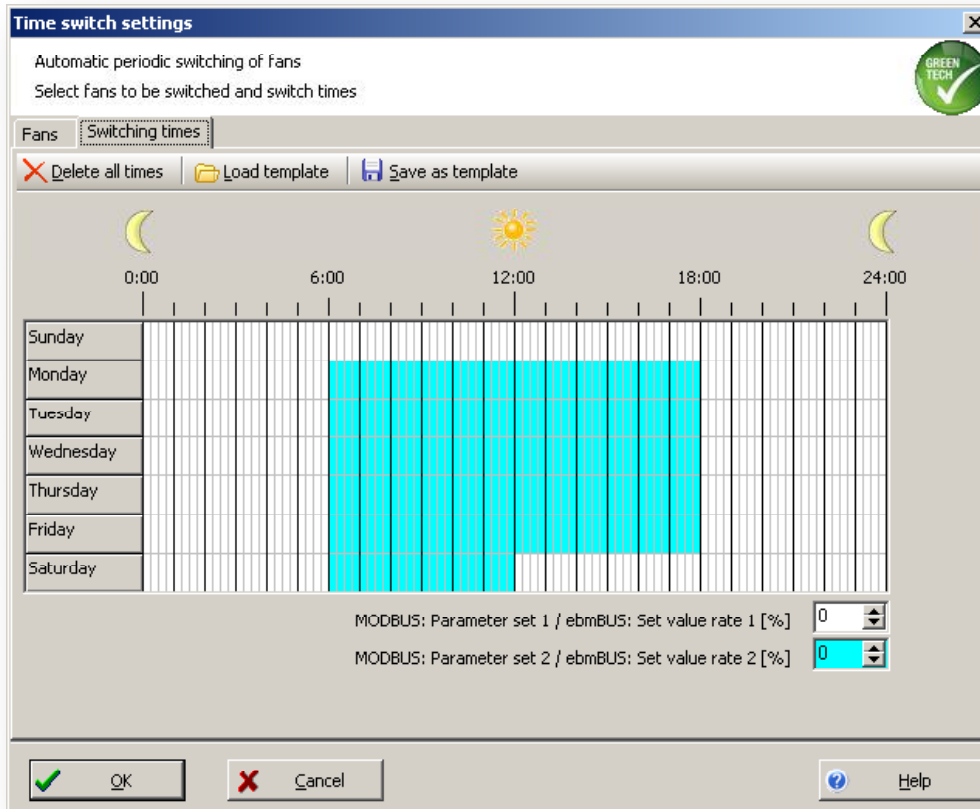 Time switch settings
Automatic periodic switching of fans
Select fans to be switched and switch times
GREEN
TECH
Fans Switching times
Delete all times Load template Save as template
0:00 6:00 12:00 18:00 24:00
Sunday
Monday
Tuesday
Wednesday
Thursday
Friday
Saturday
MODBUS: Parameter set 1 / ebmBUS: Set value rate 1 [%] 0
MODBUS: Parameter set 2 / ebmBUS: Set value rate 2 [%] 0
OK Cancel Help